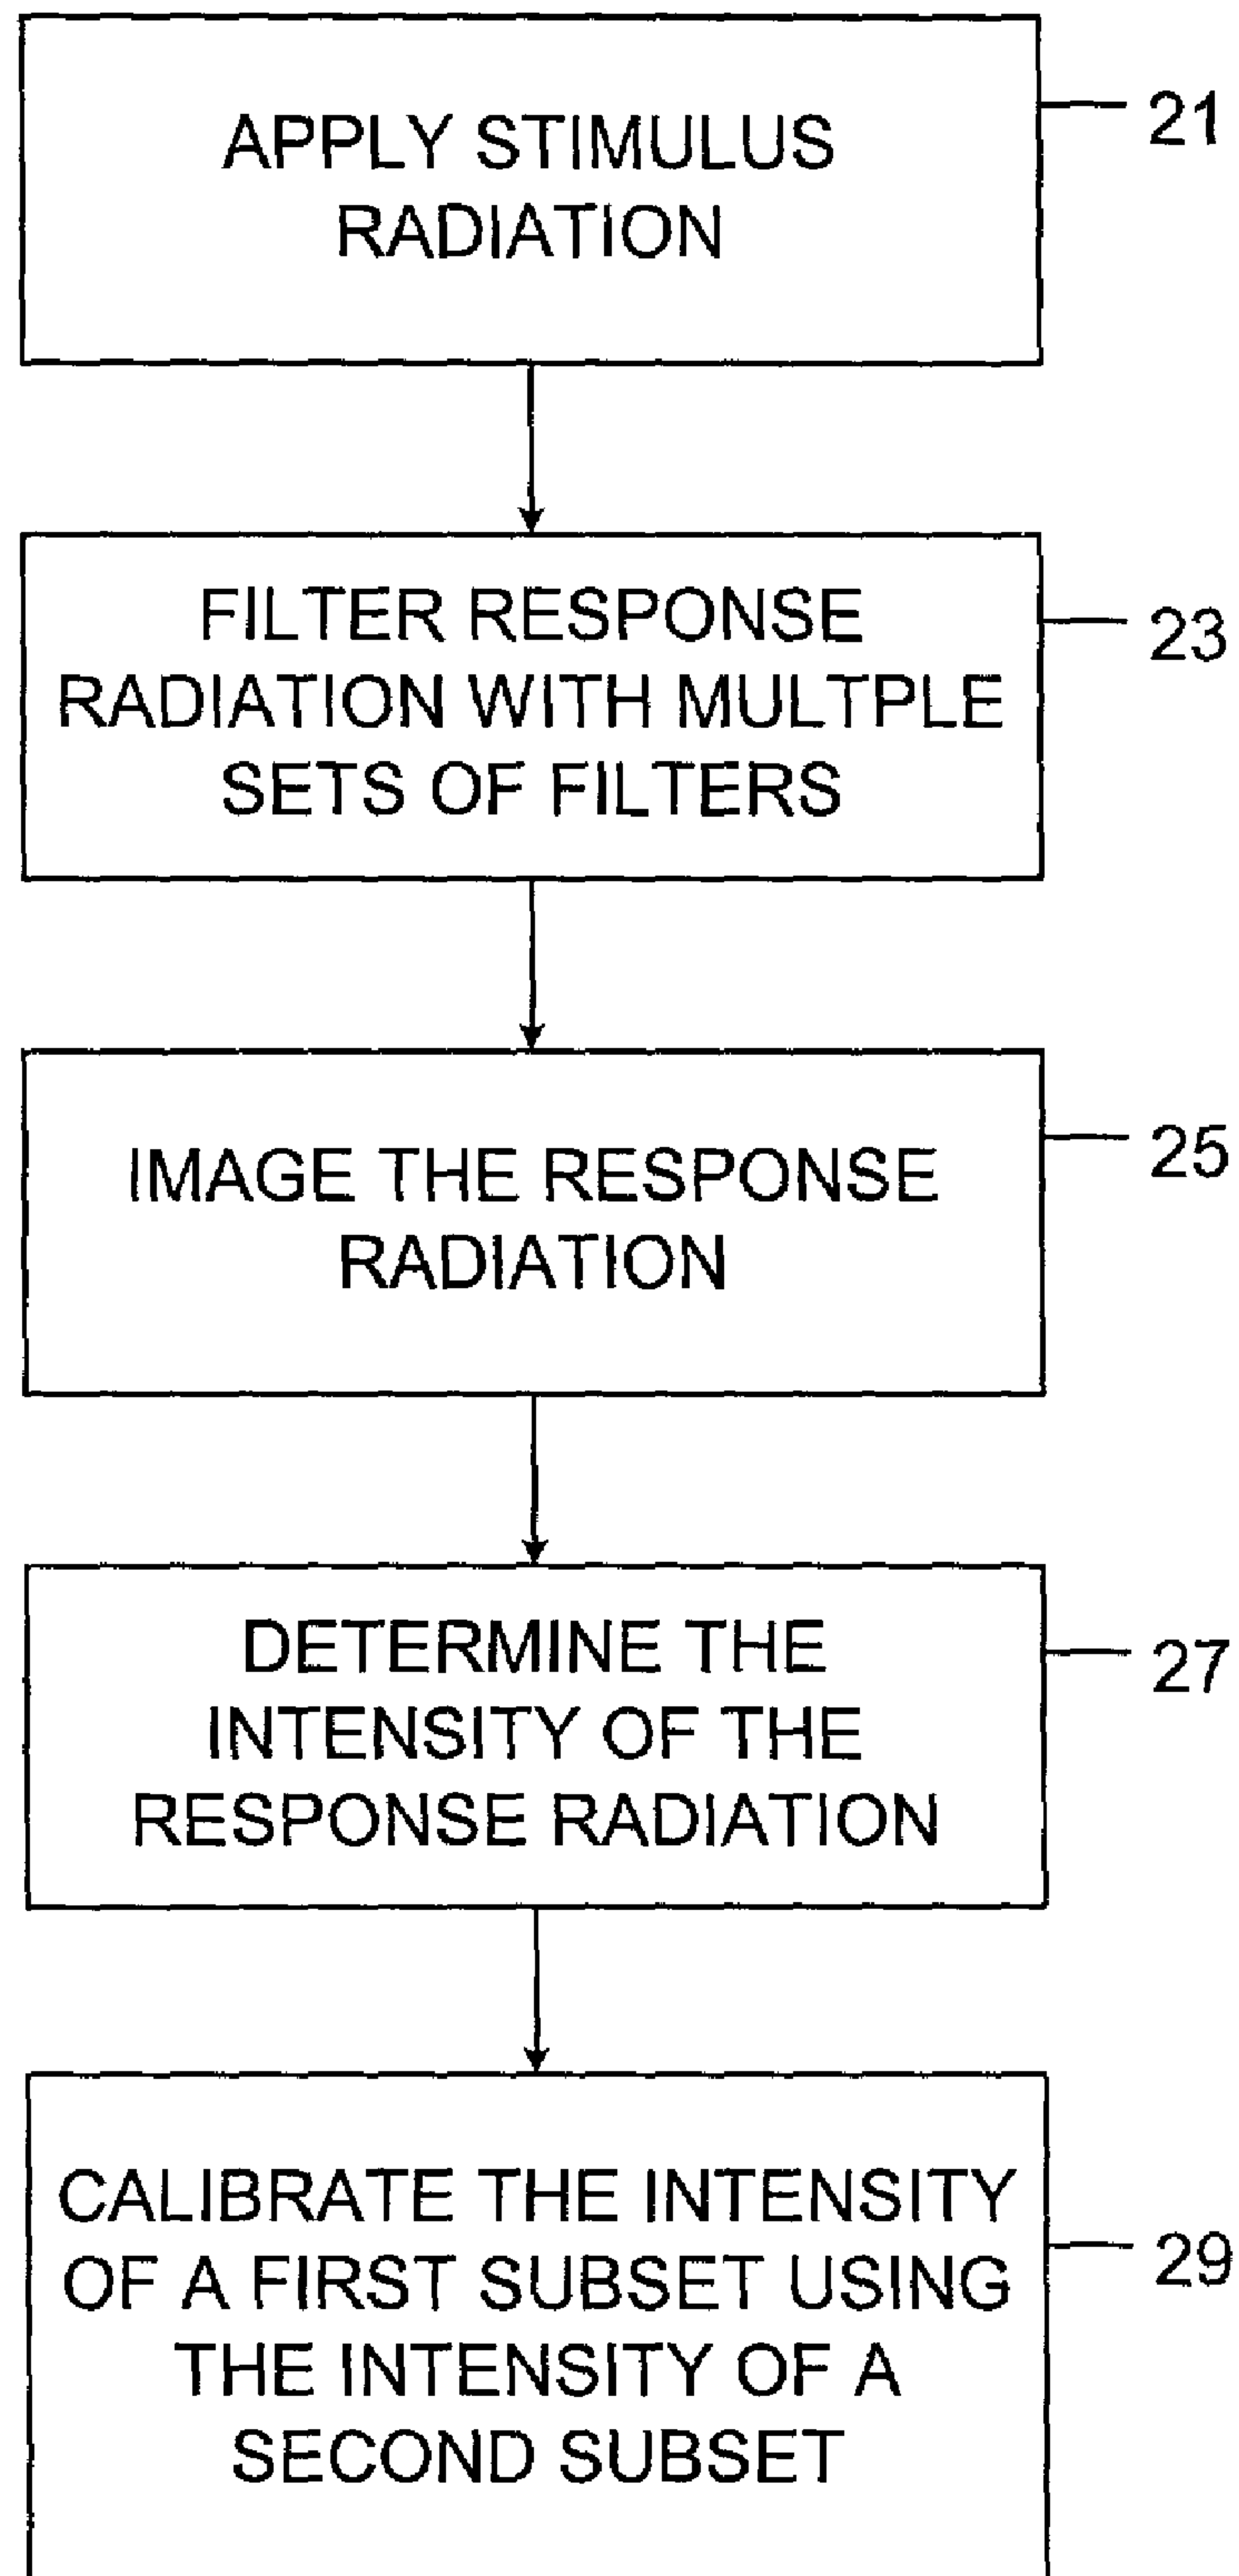 APPLY STIMULUS
RADIATION
21
FILTER RESPONSE
RADIATION WITH MULTPLE
SETS OF FILTERS
23
IMAGE THE RESPONSE
RADIATION
25
DETERMINE THE
INTENSITY OF THE
RESPONSE RADIATION
27
CALIBRATE THE INTENSITY
OF A FIRST SUBSET USING
THE INTENSITY OF A
SECOND SUBSET
29